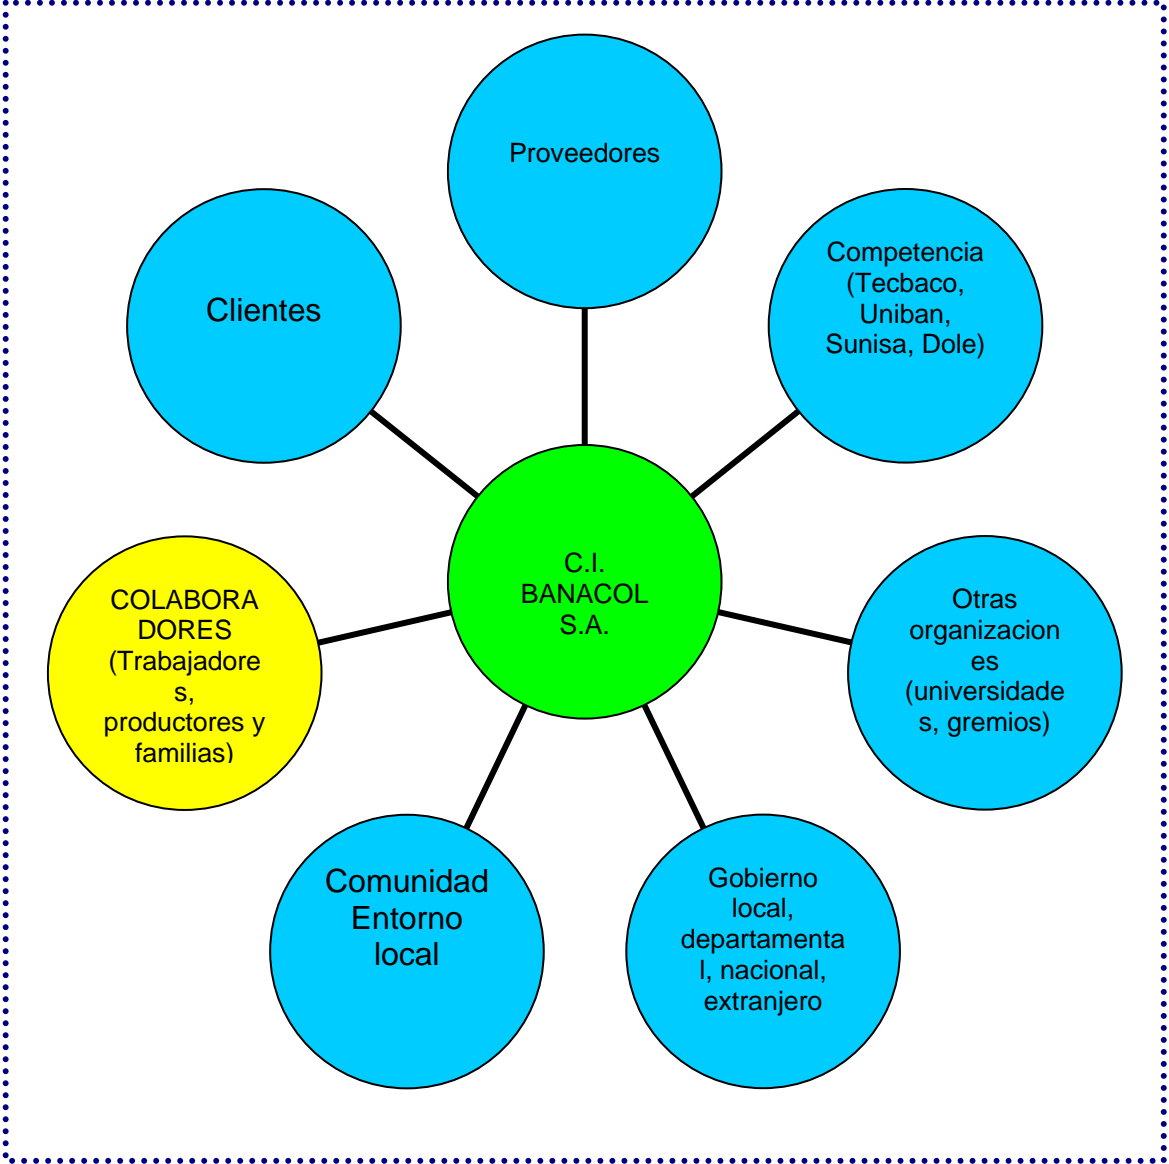 Proveedores
Competencia
(Tecbaco,
Uniban,
Sunisa, Dole)
Clientes
C.I.
BANACOL
S.A.
COLABORA
DORES
(Trabajadore
s,
productores y
familias)
Otras
organizacion
es
(universidade
s, gremios)
Comunidad
Entorno
local
Gobierno
local,
departamenta
l, nacional,
extranjero